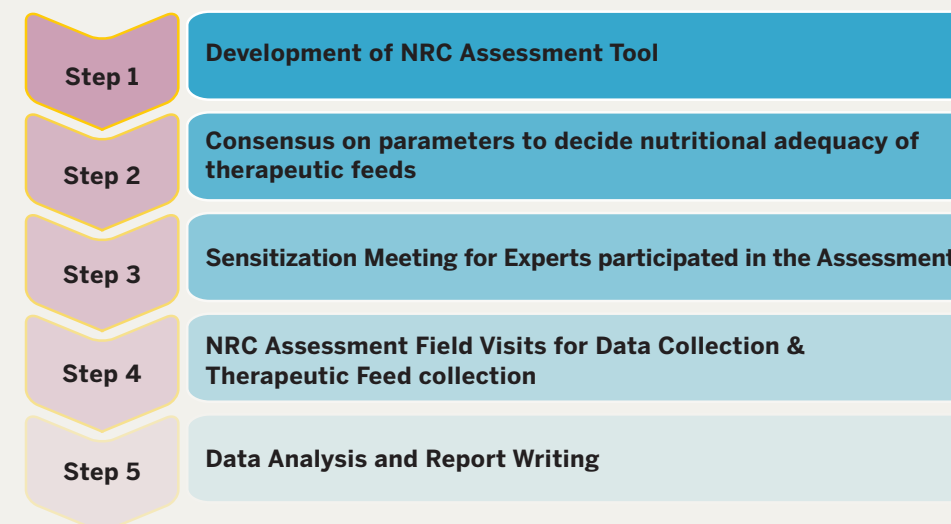 Step 1
Development of NRC Assessment Tool
Step 2
Consensus on parameters to decide nutritional adequacy of
therapeutic feeds
Step 3
Sensitization Meeting for Experts participated in the Assessment
Step 4
NRC Assessment Field Visits for Data Collection &
Therapeutic Feed collection
Step 5
Data Analysis and Report Writing